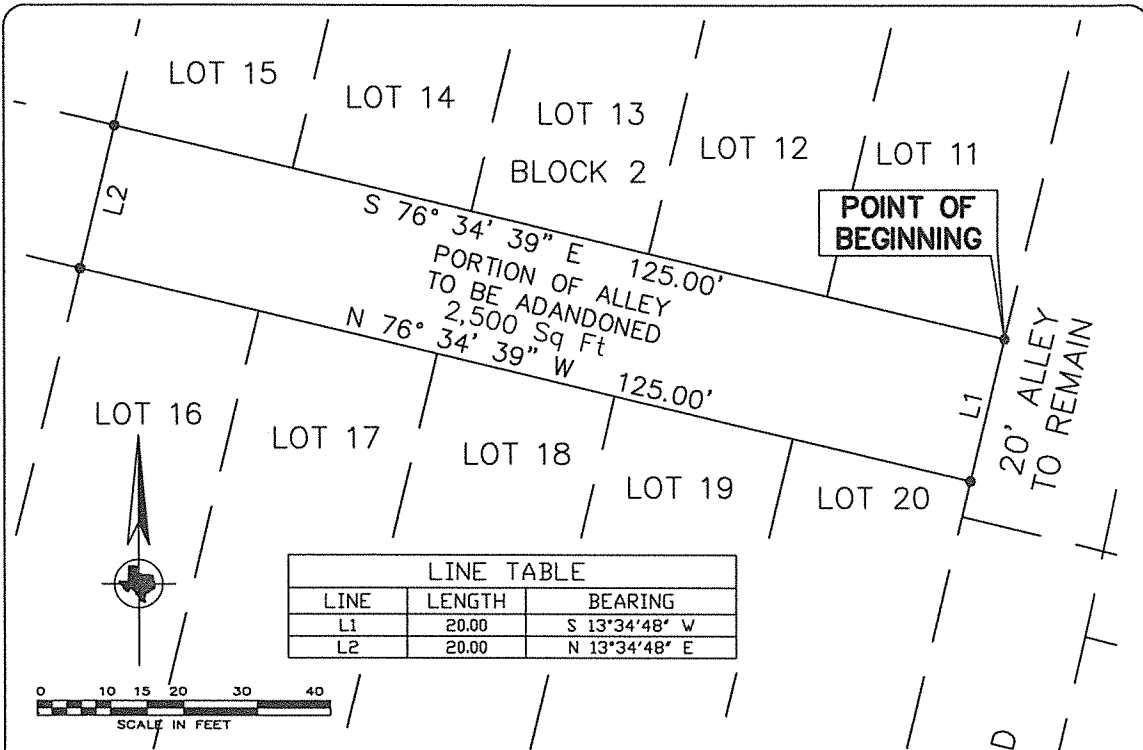 LOT 15
LOT 14
LOT 13
LOT 12
LOT 11
BLOCK 2
L2
POINT OF
BEGINNING
S 76° 34' 39" E 125.00'
PORTION OF ALLEY
TO BE ADANDONED
2,500 Sq Ft
N 76° 34' 39" W 125.00'
L1
20' ALLEY
TO REMAIN
LOT 16
LOT 17
LOT 18
LOT 19
LOT 20
LINE TABLE
LINE LENGTH BEARING
L1 20.00 S 13°34'48" W
L2 20.00 N 13°34'48" E
0 10 15 20 30 40
SCALE IN FEET
D